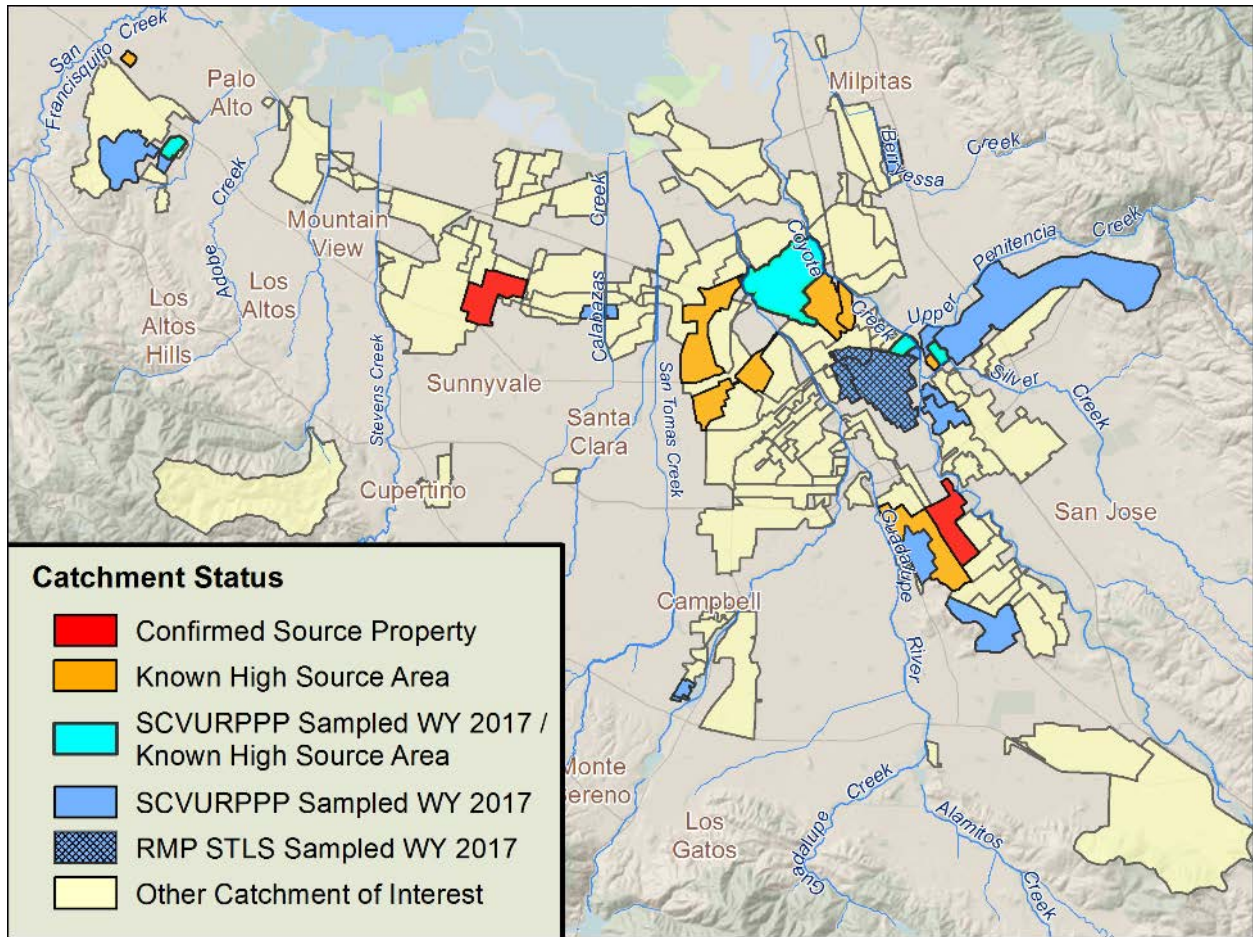 San
Francisquito Creek
Palo
Alto
Milpitas
Berryessa
Creek
Adobe Creek
Mountain
View
Creek
Coyote
Creek
Penitencia Creek
Upper
Los
Altos
Los
Altos
Hills
Calabazas
Stevens Creek
Sunnyvale
San Tomas Creek
Silver
Creek
Santa
Clara
Cupertino
San Jose
Guadalupe
River
Campbell
Monte
Sereno
Los
Gatos
Guadalupe Creek
Alamitos
Creek
Catchment Status
Confirmed Source Property
Known High Source Area
SCVURPPP Sampled WY 2017 /
Known High Source Area
SCVURPPP Sampled WY 2017
RMP STLS Sampled WY 2017
Other Catchment of Interest